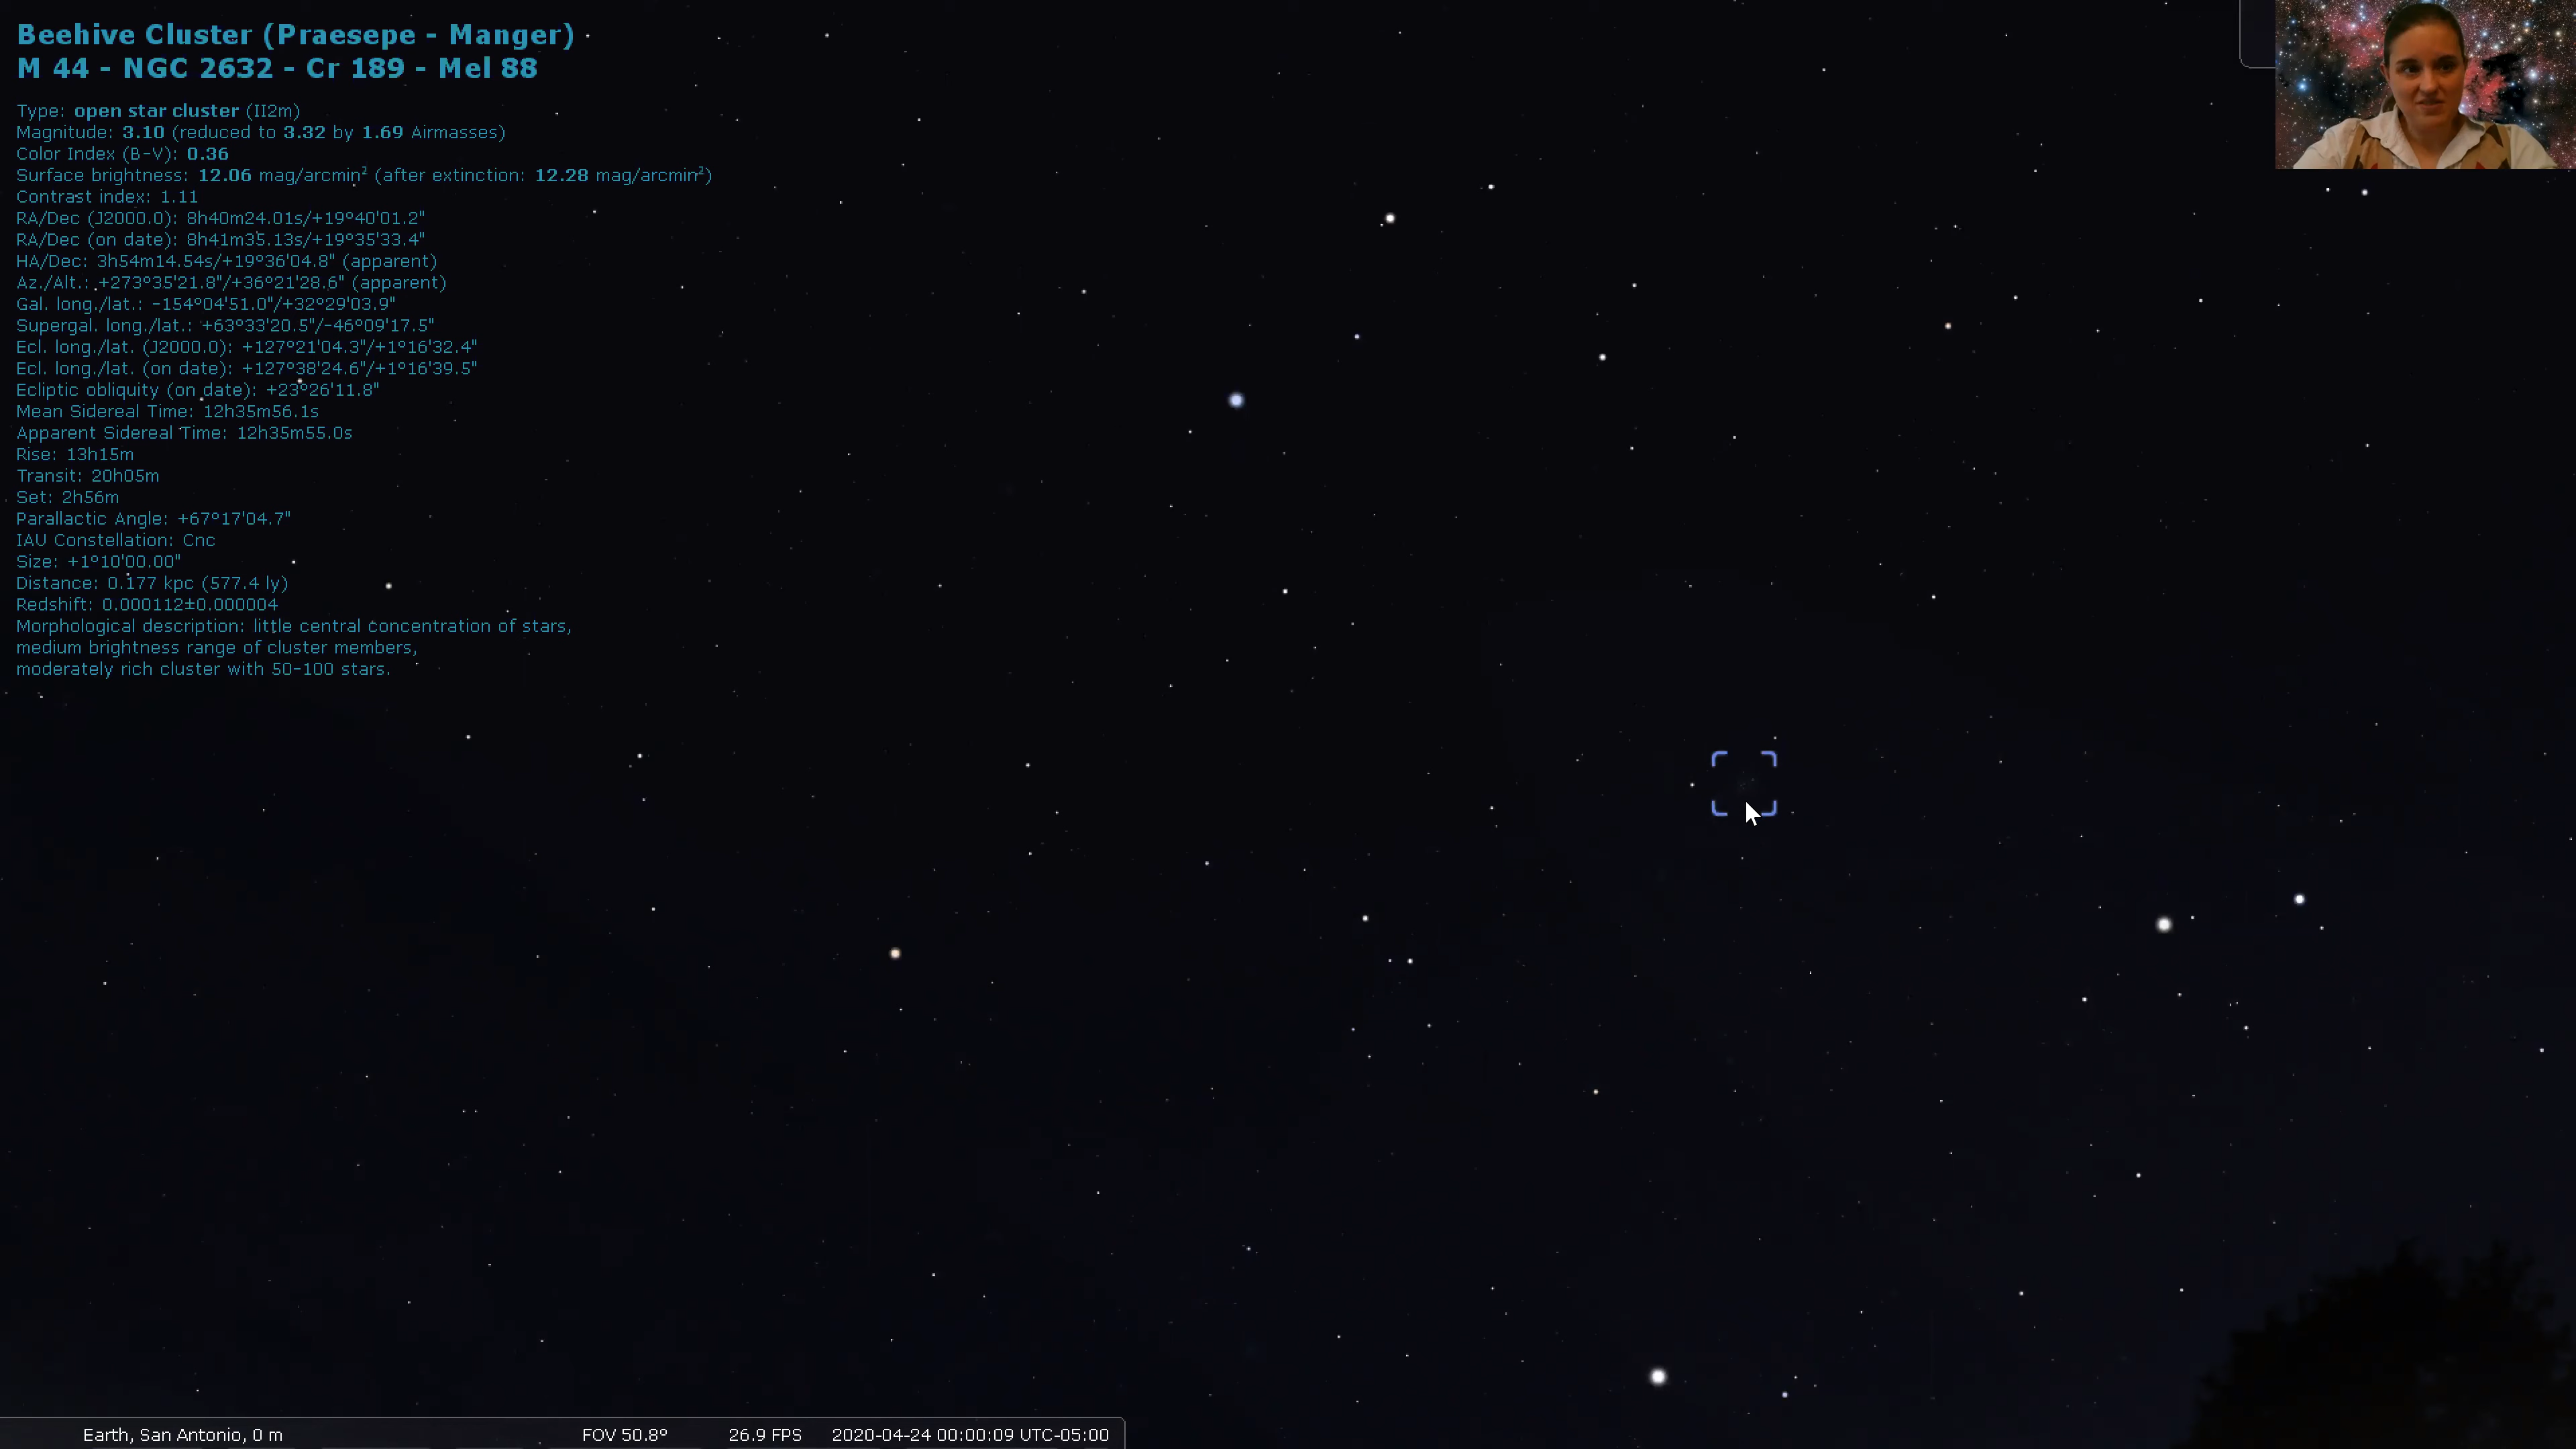 Beehive Cluster (Praesepe - Manger)
M 44 - NGC 2632 - Cr 189 - Mel 88
Type: open star cluster (II2m)
Magnitude: 3.10 (reduced to 3.32 by 1.69 Airmasses)
Color Index (B-V): 0.36
Surface brightness: 12.06 mag/arcmin² (after extinction: 12.28 mag/arcmin²)
Contrast index: 1.11
RA/Dec (J2000.0): 8h40m24.01s/+19°40'01.2"
RA/Dec (on date): 8h41m35.13s/+19°35'33.4"
HA/Dec: 3h54m14.54s/+19°36'04.8" (apparent)
Az./Alt.: +273°35'21.8"/+36°21'28.6" (apparent)
Gal. long./lat.: -154°04'51.0"/+32°29'03.9"
Supergal. long./lat.: +63°33'20.5"/-46°09'17.5"
Ecl. long./lat. (J2000.0): +127°21'04.3"/+1°16'32.4"
Ecl. long./lat. (on date): +127°38'24.6"/+1°16'39.5"
Ecliptic obliquity (on date): +23°26'11.8"
Mean Sidereal Time: 12h35m56.1s
Apparent Sidereal Time: 12h35m55.0s
Rise: 13h15m
Transit: 20h05m
Set: 2h56m
Parallactic Angle: +67°17'04.7"
IAU Constellation: Cnc
Size: +1°10'00.00"
Distance: 0.177 kpc (577.4 ly)
Redshift: 0.000112±0.000004
Morphological description: little central concentration of stars,
medium brightness range of cluster members,
moderately rich cluster with 50-100 stars.
Earth, San Antonio, 0 m FOV 50.8° 26.9 FPS 2020-04-24 00:00:09 UTC-05:00